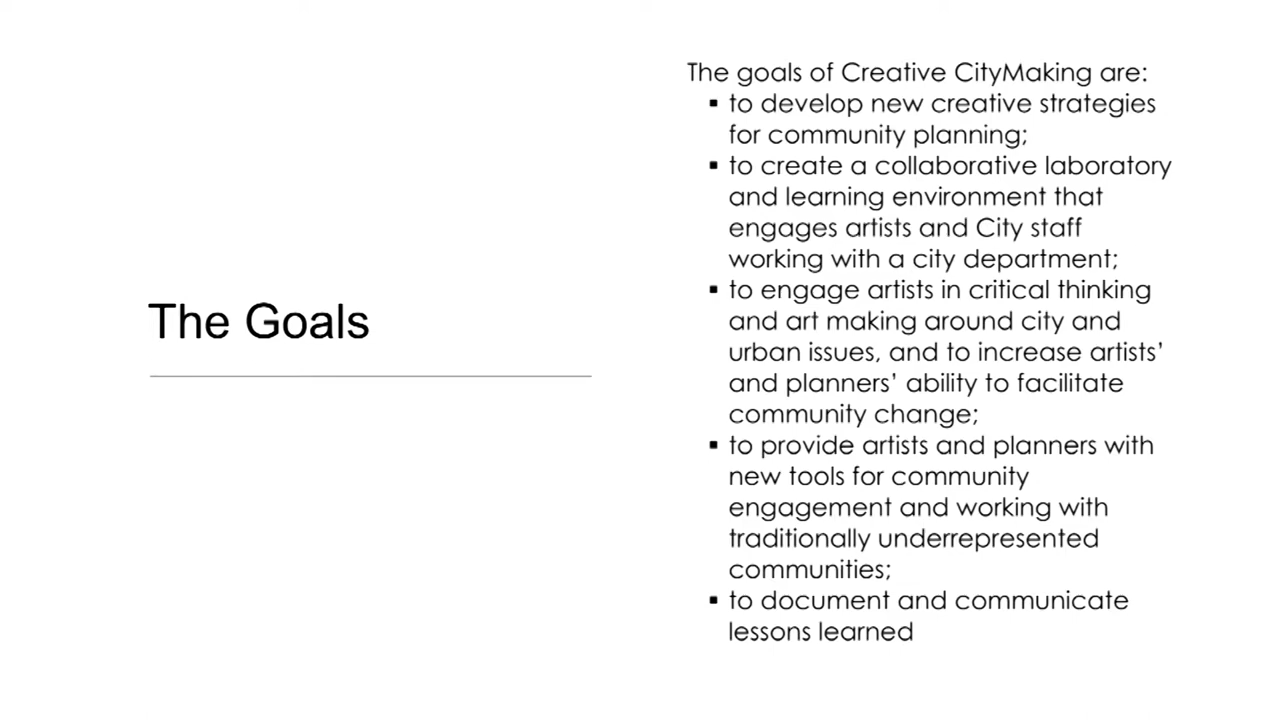 The Goals
The goals of Creative CityMaking are:
▪ to develop new creative strategies
for community planning;
▪ to create a collaborative laboratory
and learning environment that
engages artists and City staff
working with a city department;
▪ to engage artists in critical thinking
and art making around city and
urban issues, and to increase artists’
and planners’ ability to facilitate
community change;
▪ to provide artists and planners with
new tools for community
engagement and working with
traditionally underrepresented
communities;
▪ to document and communicate
lessons learned